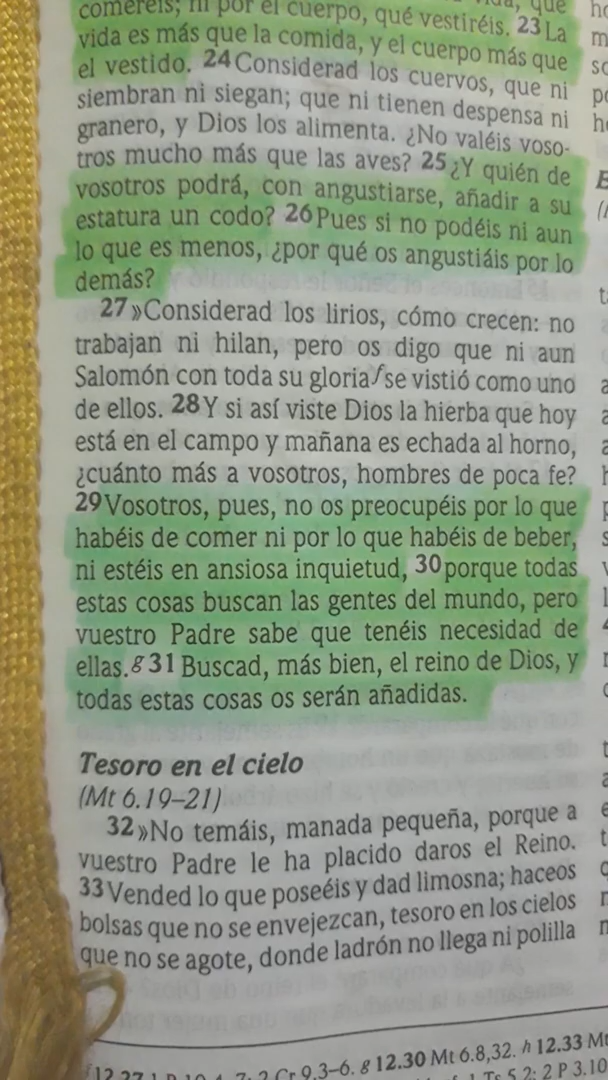 comeréis; ni por el cuerpo, qué vestiréis. 23 La
vida es más que la comida, y el cuerpo más que
el vestido. 24 Considerad los cuervos, que ni
siembran ni siegan; que ni tienen despensa ni
granero, y Dios los alimenta. ¿No valéis voso-
tros mucho más que las aves? 25 ¿Y quién de
vosotros podrá, con angustiarse, añadir a su
estatura un codo? 26 Pues si no podéis ni aun
lo que es menos, ¿por qué os angustiáis por lo
demás?
27 »Considerad los lirios, cómo crecen: no
trabajan ni hilan, pero os digo que ni aun
Salomón con toda su gloria f se vistió como uno
de ellos. 28 Y si así viste Dios la hierba que hoy
está en el campo y mañana es echada al horno,
¿cuánto más a vosotros, hombres de poca fe?
29 Vosotros, pues, no os preocupéis por lo que
habéis de comer ni por lo que habéis de beber,
ni estéis en ansiosa inquietud, 30 porque todas
estas cosas buscan las gentes del mundo, pero
vuestro Padre sabe que tenéis necesidad de
ellas. g 31 Buscad, más bien, el reino de Dios, y
todas estas cosas os serán añadidas.
Tesoro en el cielo
(Mt 6.19–21)
32 »No temáis, manada pequeña, porque a
vuestro Padre le ha placido daros el Reino.
33 Vended lo que poseéis y dad limosna; haceos
bolsas que no se envejezcan, tesoro en los cielos
que no se agote, donde ladrón no llega ni polilla
12.27 2 Cr 9.3–6. g 12.30 Mt 6.8,32. h 12.33
5.2; 2 P 3.10